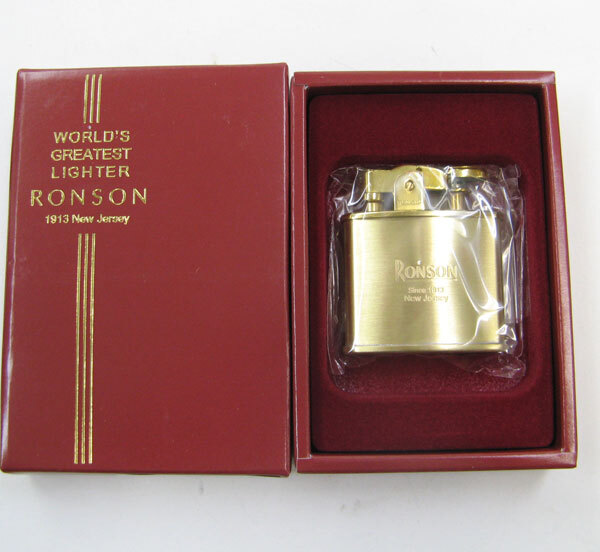 WORLD'S
GREATEST
LIGHTER
RONSON
1913 New Jersey
RONSON
Since 1913
New Jersey